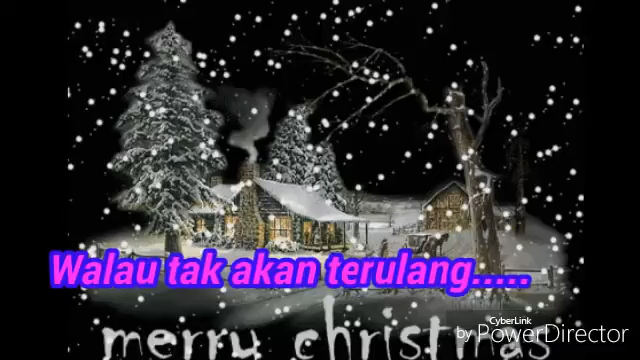 Walau tak akan terulang.....
merry christmas
CyberLink
by PowerDirector